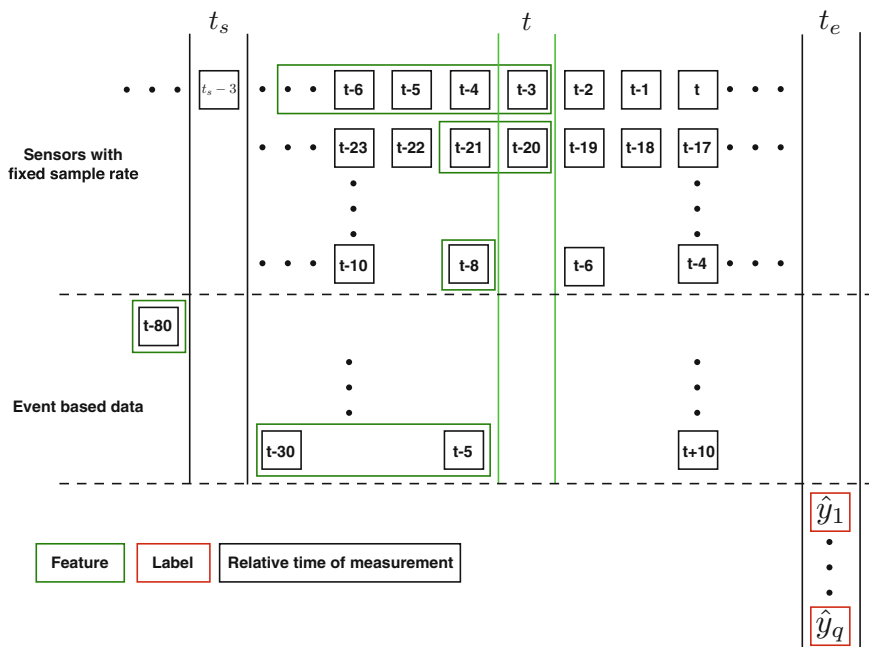 t_s t t_e
t_s − 3 t-6 t-5 t-4 t-3 t-2 t-1 t
t-23 t-22 t-21 t-20 t-19 t-18 t-17
Sensors with
fixed sample rate
t-10 t-8 t-6 t-4
t-80
Event based data
t-30 t-5 t+10
ŷ_1
Feature Label Relative time of measurement
ŷ_q